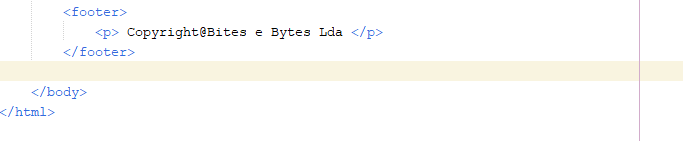 <footer>
<p> Copyright@Bites e Bytes Lda </p>
</footer>
</body>
</html>